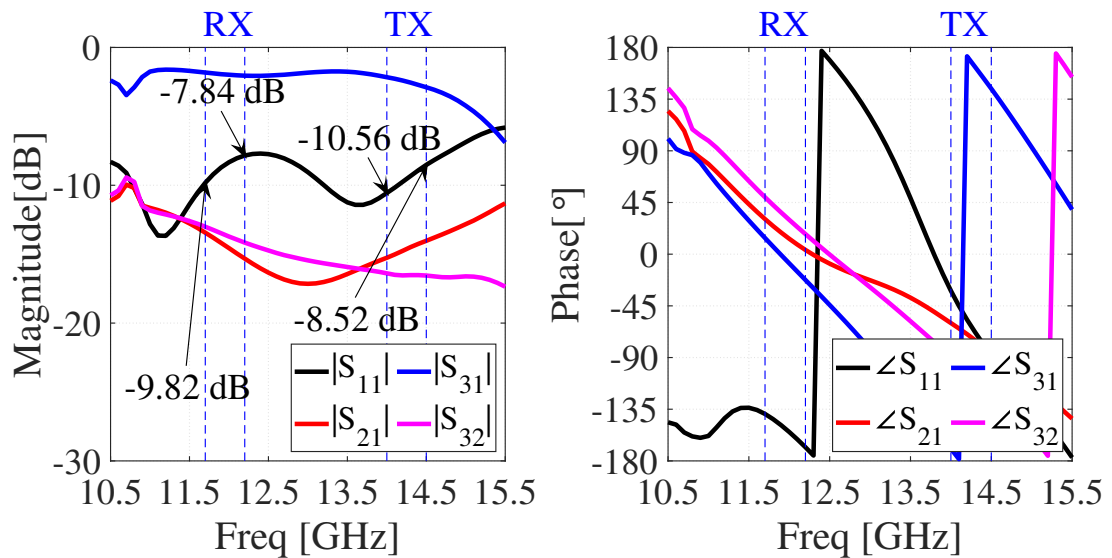 RX TX
0
-10
-20
-30
Magnitude[dB]
-7.84 dB
-10.56 dB
-8.52 dB
-9.82 dB
|S11| |S31|
|S21| |S32|
10.5 11.5 12.5 13.5 14.5 15.5
Freq [GHz]
RX TX
180
135
90
45
0
-45
-90
-135
-180
Phase[ °]
∠S11 ∠S31
∠S21 ∠S32
10.5 11.5 12.5 13.5 14.5 15.5
Freq [GHz]